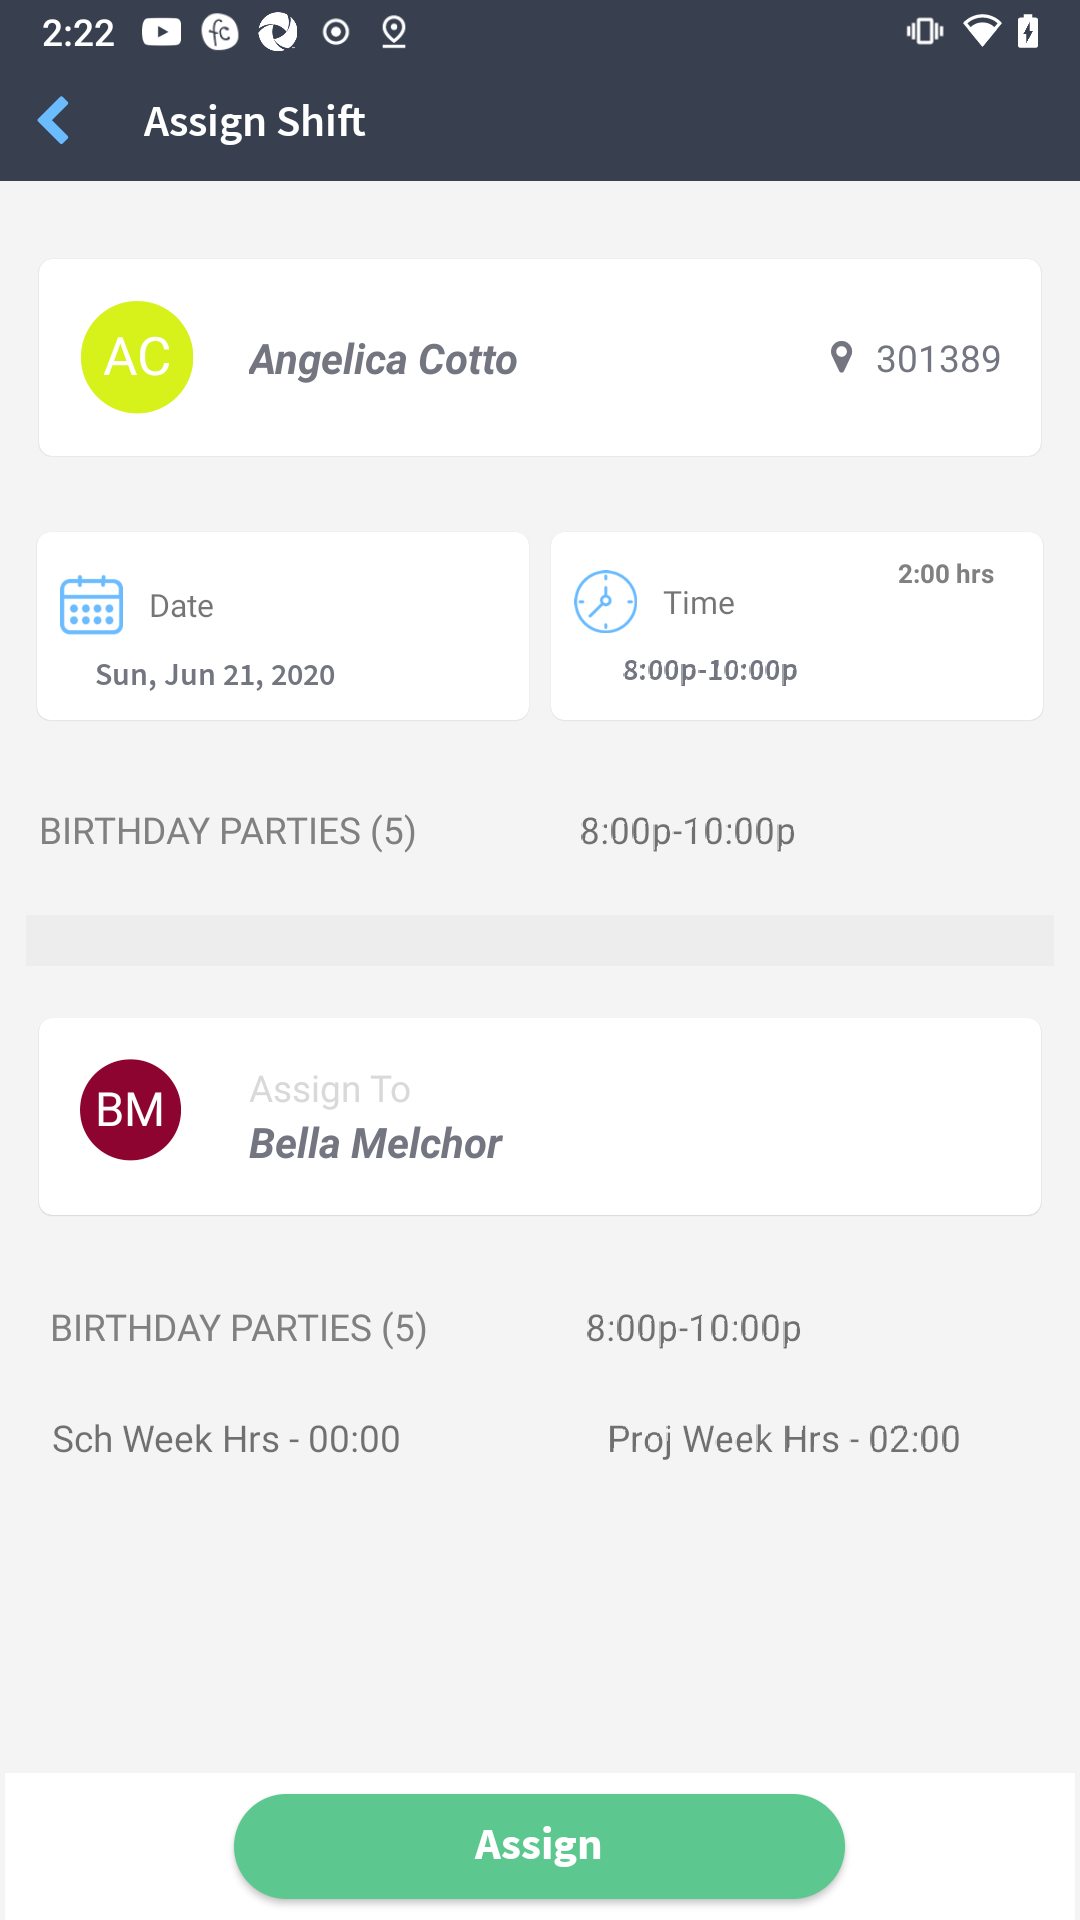 2:22
Assign Shift
AC
Angelica Cotto
301389
Date
Sun, Jun 21, 2020
Time
2:00 hrs
8:00p-10:00p
BIRTHDAY PARTIES (5)
8:00p-10:00p
BM
Assign To
Bella Melchor
BIRTHDAY PARTIES (5)
8:00p-10:00p
Sch Week Hrs - 00:00
Proj Week Hrs - 02:00
Assign